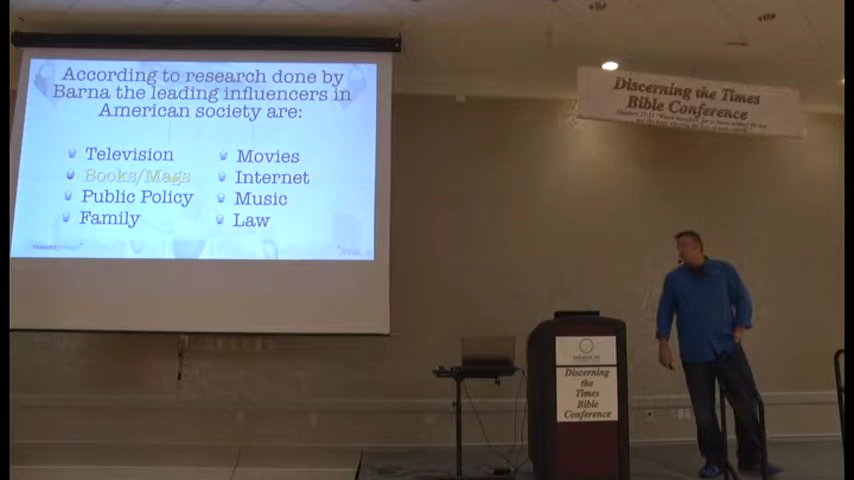 According to research done by
Barna the leading influencers in
American society are:
Television
Books/Mags
Public Policy
Family
Movies
Internet
Music
Law
Discerning the Times
Bible Conference
Discerning
the
Times
Bible
Conference